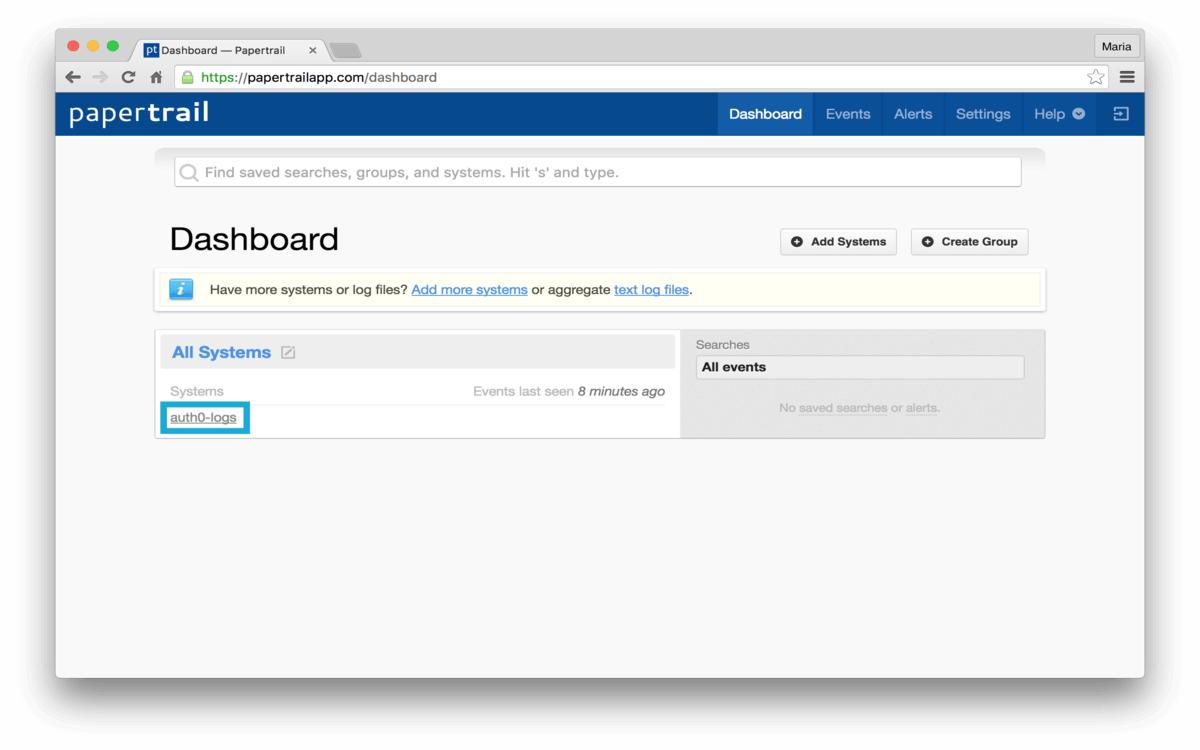 pt Dashboard — Papertrail
Maria
https://papertrailapp.com/dashboard
papertrail
Dashboard Events Alerts Settings Help
Find saved searches, groups, and systems. Hit 's' and type.
Dashboard
Add Systems Create Group
i Have more systems or log files? Add more systems or aggregate text log files.
All Systems
Searches
All events
Systems Events last seen 8 minutes ago
No saved searches or alerts.
auth0-logs